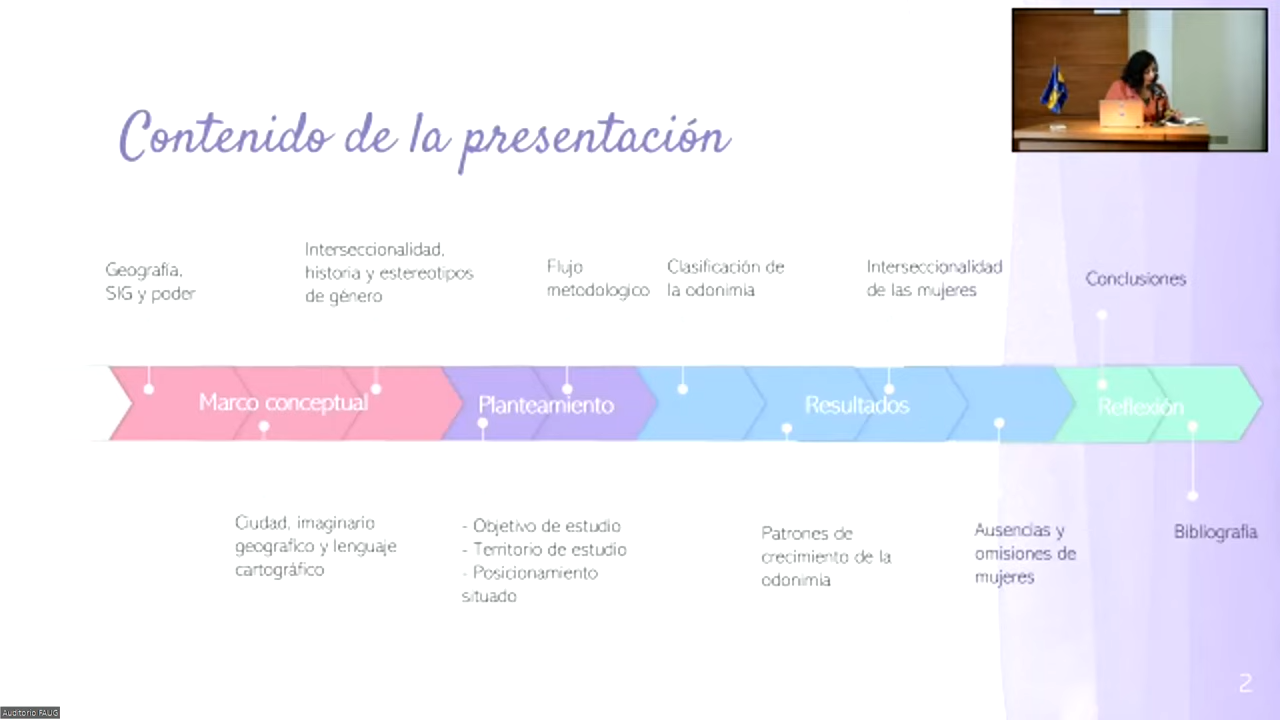 Contenido de la presentación
Geografía,
SIG y poder
Interseccionalidad,
historia y estereotipos
de género
Flujo
metodologico
Clasificación de
la odonimia
Interseccionalidad
de las mujeres
Conclusiones
Marco conceptual
Planteamiento
Resultados
Reflexión
Ciudad, imaginario
geografico y lenguaje
cartográfico
- Objetivo de estudio
- Territorio de estudio
- Posicionamiento
situado
Patrones de
crecimiento de la
odonimia
Ausencias y
omisiones de
mujeres
Bibliografía
2
Auditorio FAUG